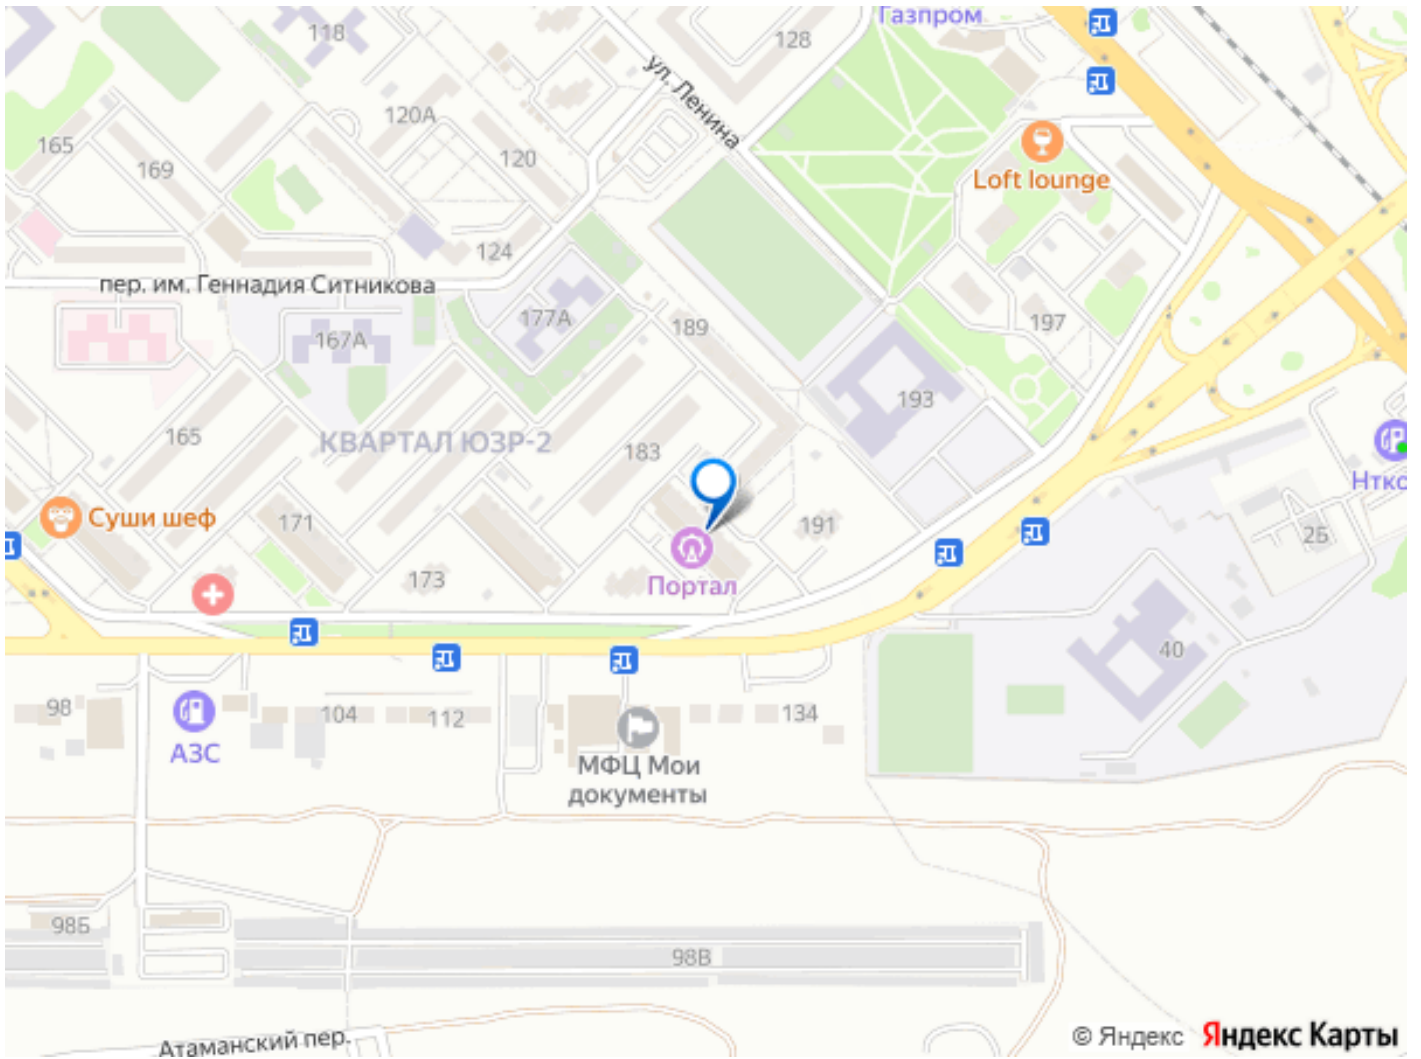 Газпром
118
128
ул. Ленина
120А
165
169
120
Loft lounge
124
пер. им. Геннадия Ситникова
177А
189
197
167А
193
165
КВАРТАЛ ЮЗР-2
183
Нтко
Суши шеф
171
191
2Б
173
Портал
40
98
104
112
134
АЗС
МФЦ Мои
документы
98Б
98В
Атаманский пер.
© Яндекс Яндекс Карты